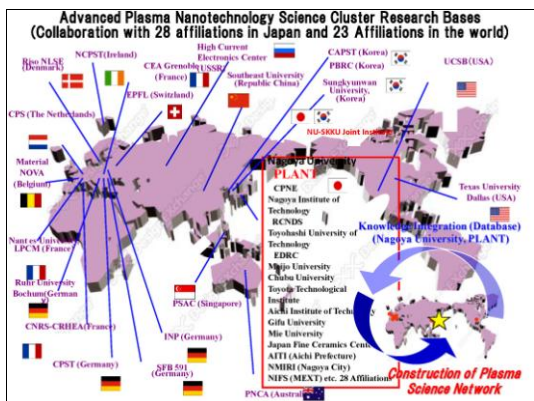 Advanced Plasma Nanotechnology Science Cluster Research Bases
(Collaboration with 28 affiliations in Japan and 23 Affiliations in the world)
Riso NLSE
(Denmark)
NCPST(Ireland)
CEA Grenoble
(France)
High Current
Electronics Center
(USSR)
CAPST (Korea)
PBRC (Korea)
Southeast University
(Republic China)
Sungkyunwan
University,
(Korea)
UCSB(USA)
EPFL (Switzland)
CPS (The Netherlands)
NU-SKKU Joint Institute
Material
NOVA
(Belgium)
Nagoya University
PLANT
CPNE
Nagoya Institute of
Technology
RCNDS
Toyohashi University of
Technology
EDRC
Meijo University
Chubu University
Toyota Technological
Institute
Aichi Institute of Technology
Gifu University
Mie University
Japan Fine Ceramics Center
AITI (Aichi Prefecture)
NMIRI (Nagoya City)
NIFS (MEXT) etc. 28 Affiliations
Texas University
Dallas (USA)
Knowledge Integration (Database)
(Nagoya University, PLANT)
Nantes University
LPCM (France)
Ruhr University
Bochum(German
y)
PSAC (Singapore)
CNRS-CRHEA(France)
INP (Germany)
CPST (Germany)
SFB 591
(Germany)
PNCA (Austral
Construction of Plasma
Science Network